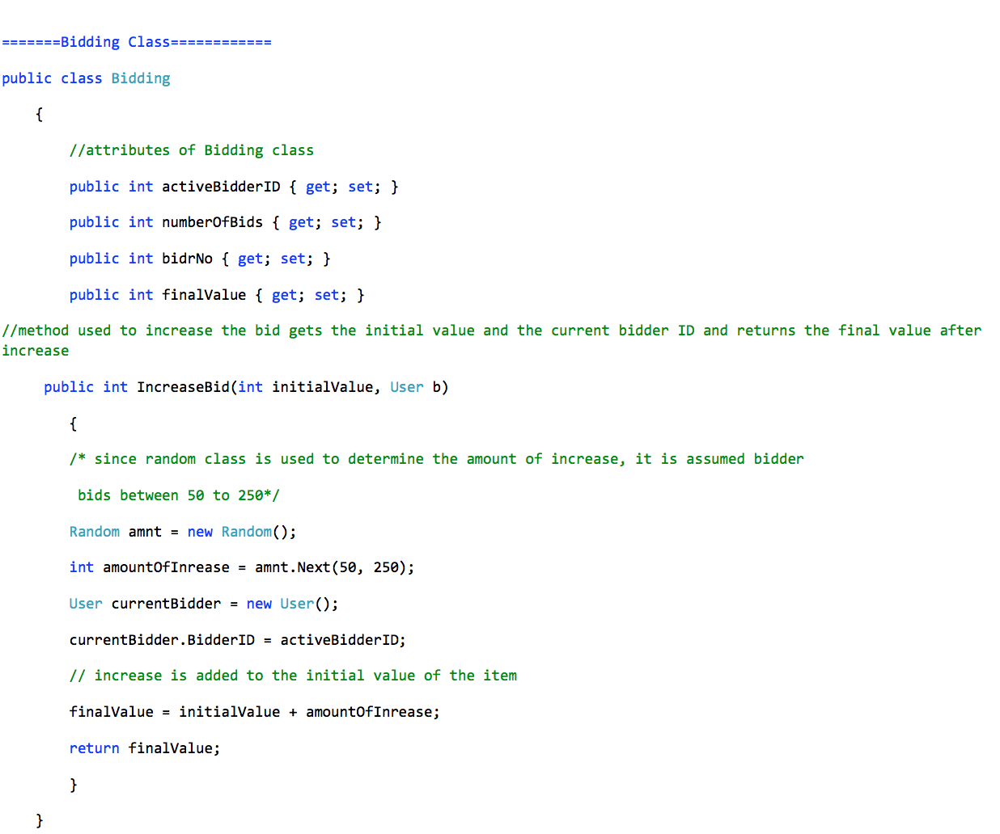 =======Bidding Class============
public class Bidding
{
//attributes of Bidding class
public int activeBidderID { get; set; }
public int numberOfBids { get; set; }
public int bidrNo { get; set; }
public int finalValue { get; set; }
//method used to increase the bid gets the initial value and the current bidder ID and returns the final value after
increase
public int IncreaseBid(int initialValue, User b)
{
/* since random class is used to determine the amount of increase, it is assumed bidder
bids between 50 to 250*/
Random amnt = new Random();
int amountOfInrease = amnt.Next(50, 250);
User currentBidder = new User();
currentBidder.BidderID = activeBidderID;
// increase is added to the initial value of the item
finalValue = initialValue + amountOfInrease;
return finalValue;
}
}